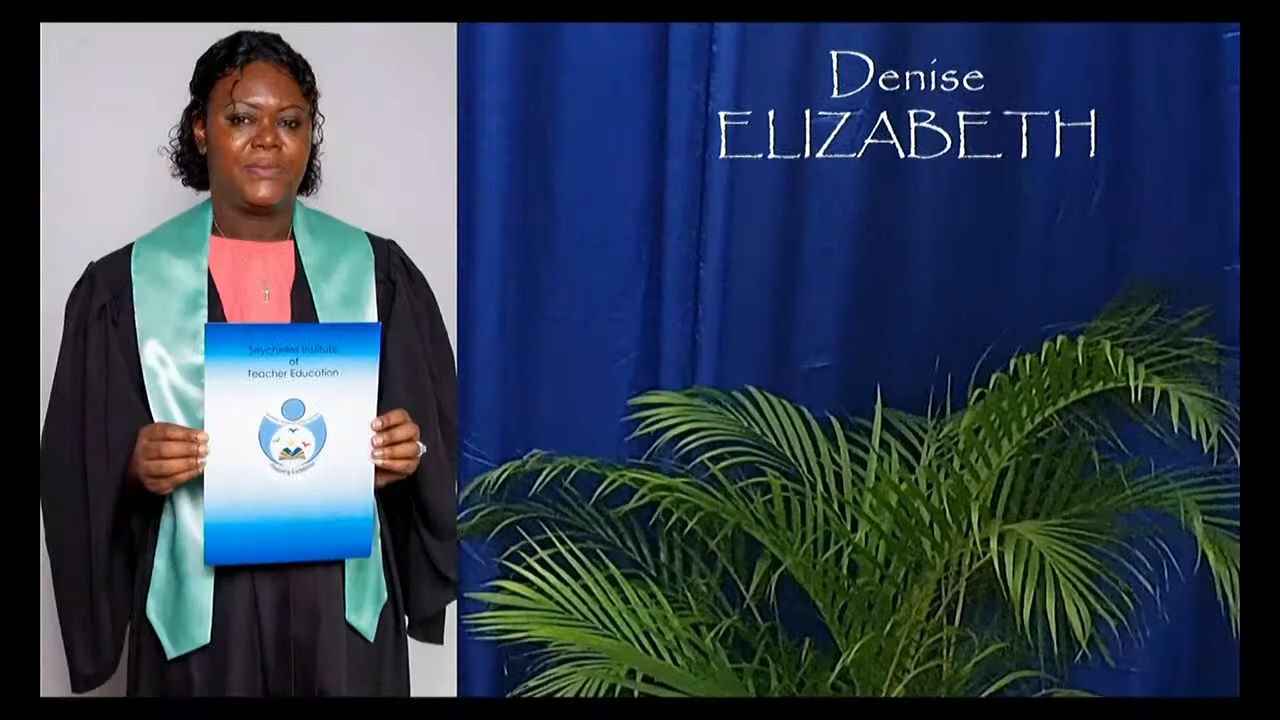 Denise
ELIZABETH
Seychelles Institute
of
Teacher Education